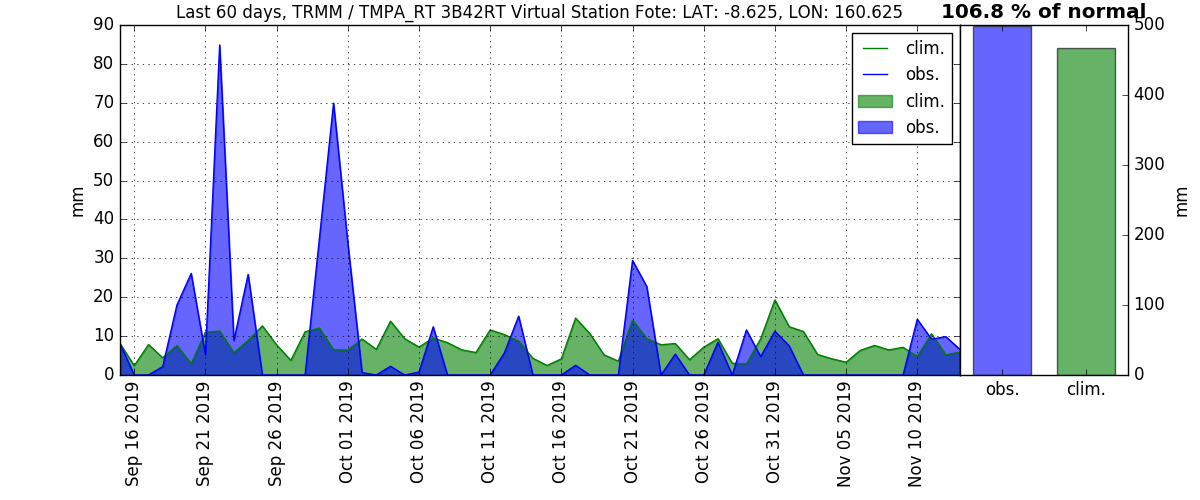 Last 60 days, TRMM / TMPA_RT 3B42RT Virtual Station Fote: LAT: -8.625, LON: 160.625
106.8 % of normal
90
80
70
60
50
40
30
20
10
0
mm
clim.
obs.
clim.
obs.
Sep 16 2019
Sep 21 2019
Sep 26 2019
Oct 01 2019
Oct 06 2019
Oct 11 2019
Oct 16 2019
Oct 21 2019
Oct 26 2019
Oct 31 2019
Nov 05 2019
Nov 10 2019
obs.
clim.
500
400
300
200
100
0
mm